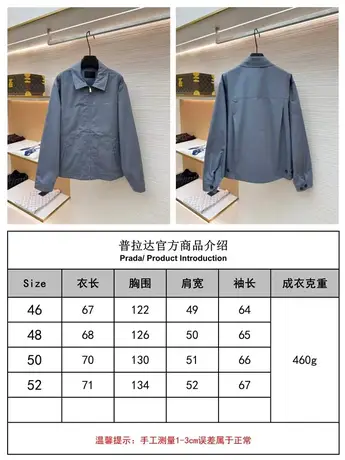 普拉达官方商品介绍
Prada/ Product Introduction
Size 衣长 胸围 肩宽 袖长 成衣克重
46 67 122 49 64
48 68 126 50 65
50 70 130 51 66
52 71 134 52 67
460g
温馨提示：手工测量1-3cm误差属于正常